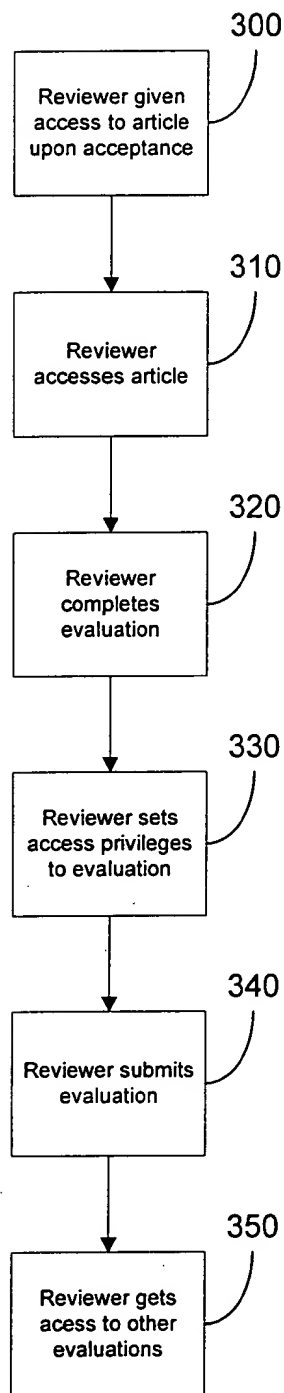 300
Reviewer given
access to article
upon acceptance
310
Reviewer
accesses article
320
Reviewer
completes
evaluation
330
Reviewer sets
access privileges
to evaluation
340
Reviewer submits
evaluation
350
Reviewer gets
acess to other
evaluations